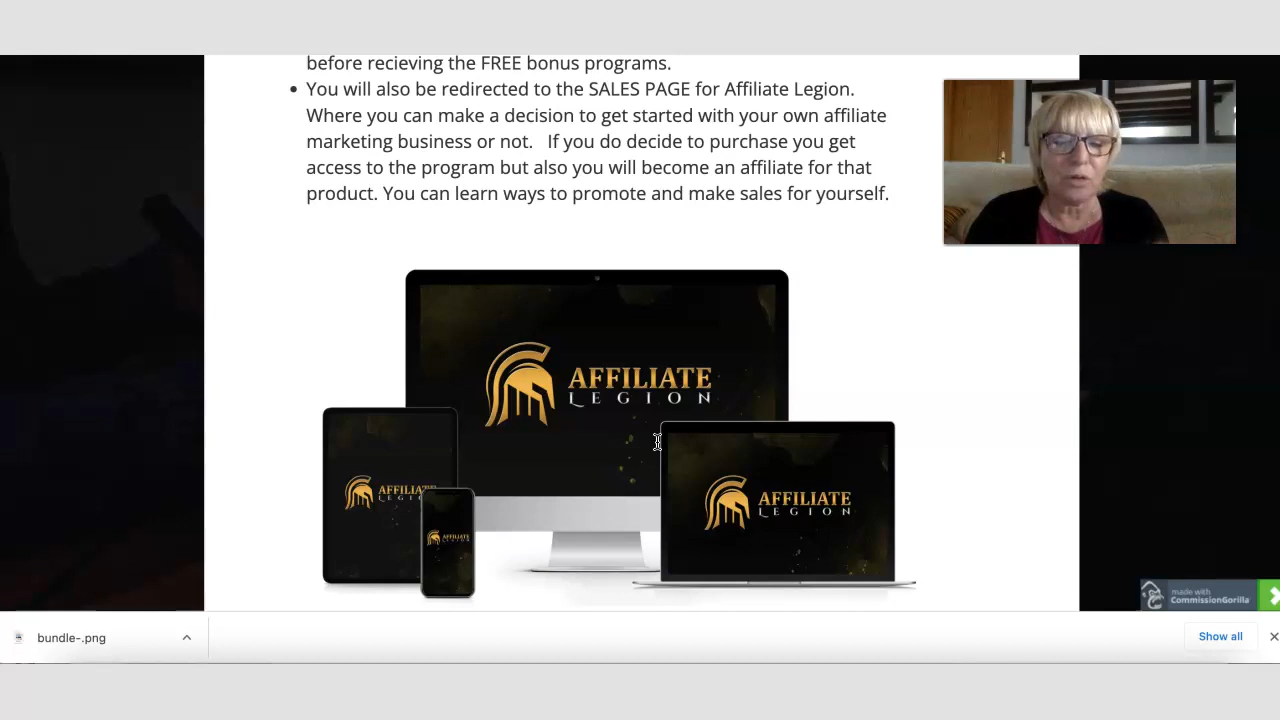 before recieving the FREE bonus programs.
• You will also be redirected to the SALES PAGE for Affiliate Legion.
Where you can make a decision to get started with your own affiliate
marketing business or not. If you do decide to purchase you get
access to the program but also you will become an affiliate for that
product. You can learn ways to promote and make sales for yourself.
AFFILIATE
LEGION
AFFILIATE
LEGION
AFFILIATE
LEGION
AFFILIATE
LEGION
made with
CommissionGorilla
bundle-.png
Show all